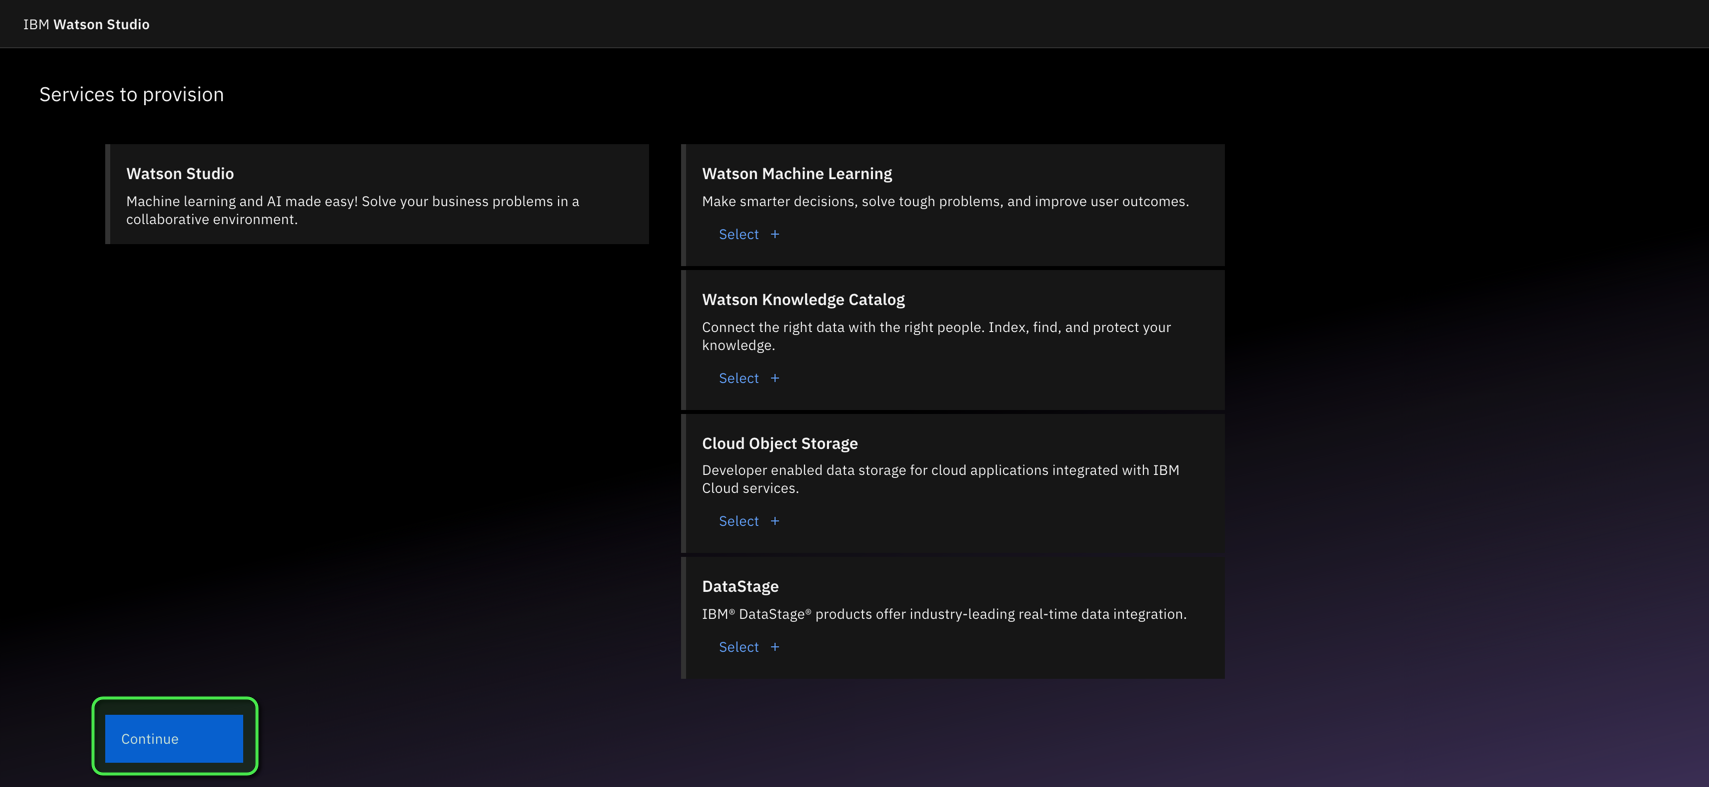 IBM Watson Studio
Services to provision
Watson Studio
Machine learning and AI made easy! Solve your business problems in a
collaborative environment.
Watson Machine Learning
Make smarter decisions, solve tough problems, and improve user outcomes.
Select +
Watson Knowledge Catalog
Connect the right data with the right people. Index, find, and protect your
knowledge.
Select +
Cloud Object Storage
Developer enabled data storage for cloud applications integrated with IBM
Cloud services.
Select +
DataStage
IBM® DataStage® products offer industry-leading real-time data integration.
Select +
Continue